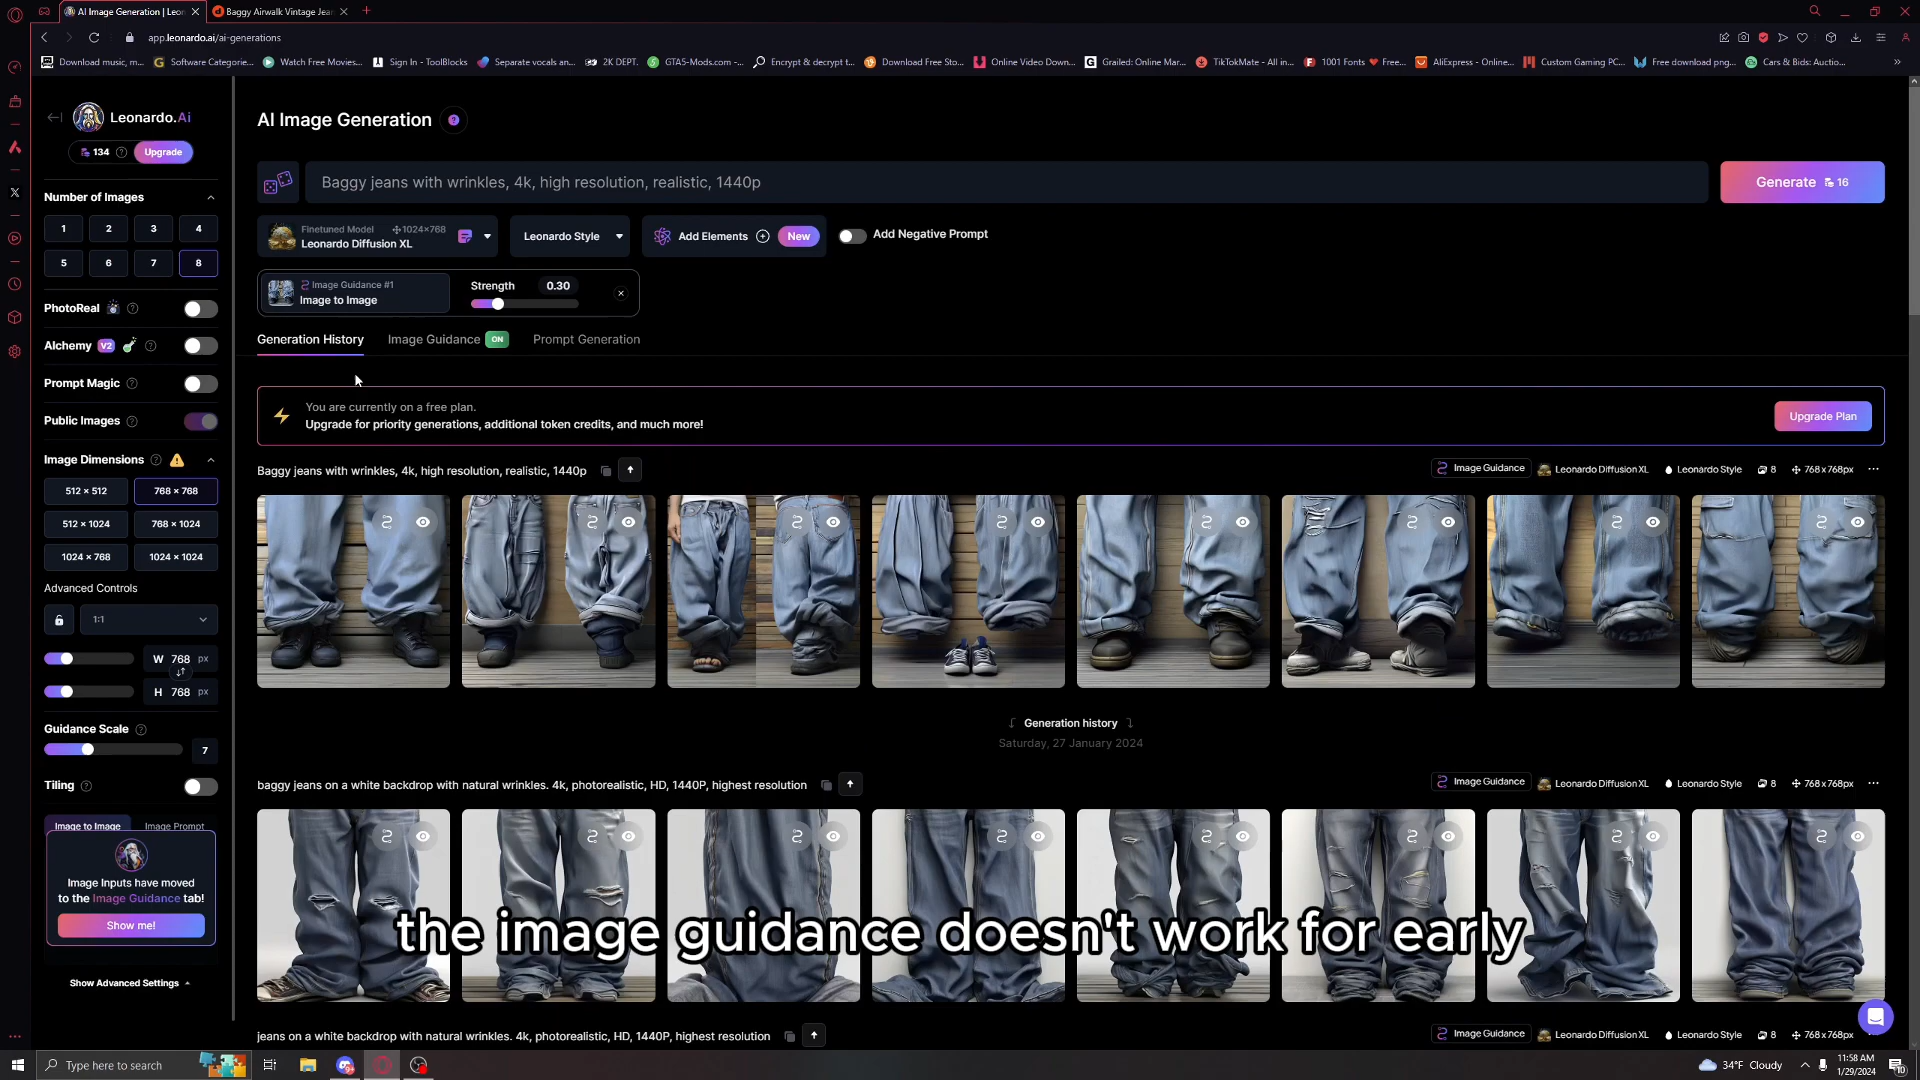 AI Image Generation | Leon
Baggy Airwalk Vintage Jean
app.leonardo.ai/ai-generations
Download music, m...
Software Categorie...
Watch Free Movies...
Sign In - ToolBlocks
Separate vocals an...
2K DEPT.
GTA5-Mods.com -...
Encrypt & decrypt t...
Download Free Sto...
Online Video Down...
Grailed: Online Mar...
TikTokMate - All in...
1001 Fonts ❤ Free...
AliExpress - Online...
Custom Gaming PC...
Free download png...
Cars & Bids: Auctio...
Leonardo.Ai
134
Upgrade
Number of Images
1 2 3 4
5 6 7 8
PhotoReal
Alchemy V2
Prompt Magic
Public Images
Image Dimensions
512 × 512 768 × 768
512 × 1024 768 × 1024
1024 × 768 1024 × 1024
Advanced Controls
1:1
W 768 px
H 768 px
Guidance Scale
7
Tiling
Image to Image Image Prompt
Image Inputs have moved
to the Image Guidance tab!
Show me!
Show Advanced Settings
AI Image Generation
Baggy jeans with wrinkles, 4k, high resolution, realistic, 1440p
Generate 16
Finetuned Model 1024×768
Leonardo Diffusion XL
Leonardo Style
Add Elements
New
Add Negative Prompt
Image Guidance #1
Image to Image
Strength 0.30
Generation History
Image Guidance ON
Prompt Generation
You are currently on a free plan.
Upgrade for priority generations, additional token credits, and much more!
Upgrade Plan
Baggy jeans with wrinkles, 4k, high resolution, realistic, 1440p
Image Guidance Leonardo Diffusion XL Leonardo Style 8 768 x 768px
Generation history
Saturday, 27 January 2024
baggy jeans on a white backdrop with natural wrinkles. 4k, photorealistic, HD, 1440P, highest resolution
Image Guidance Leonardo Diffusion XL Leonardo Style 8 768 x 768px
the image guidance doesn't work for early
jeans on a white backdrop with natural wrinkles. 4k, photorealistic, HD, 1440P, highest resolution
Image Guidance Leonardo Diffusion XL Leonardo Style 8 768 x 768px
Type here to search
34°F Cloudy
11:58 AM
1/29/2024